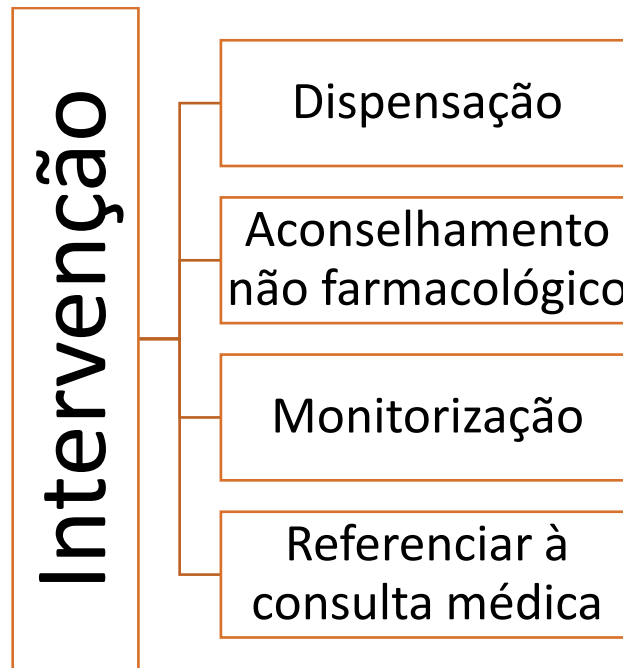 Intervenção
Dispensação
Aconselhamento
não farmacológico
Monitorização
Referenciar à
consulta médica